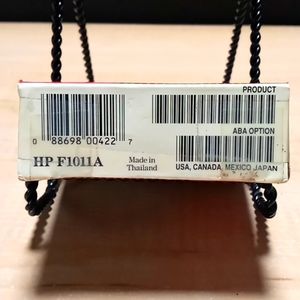 PRODUCT
ABA OPTION
0 88698 00422 7
HP F1011A
Made in
Thailand
USA, CANADA, MEXICO JAPAN